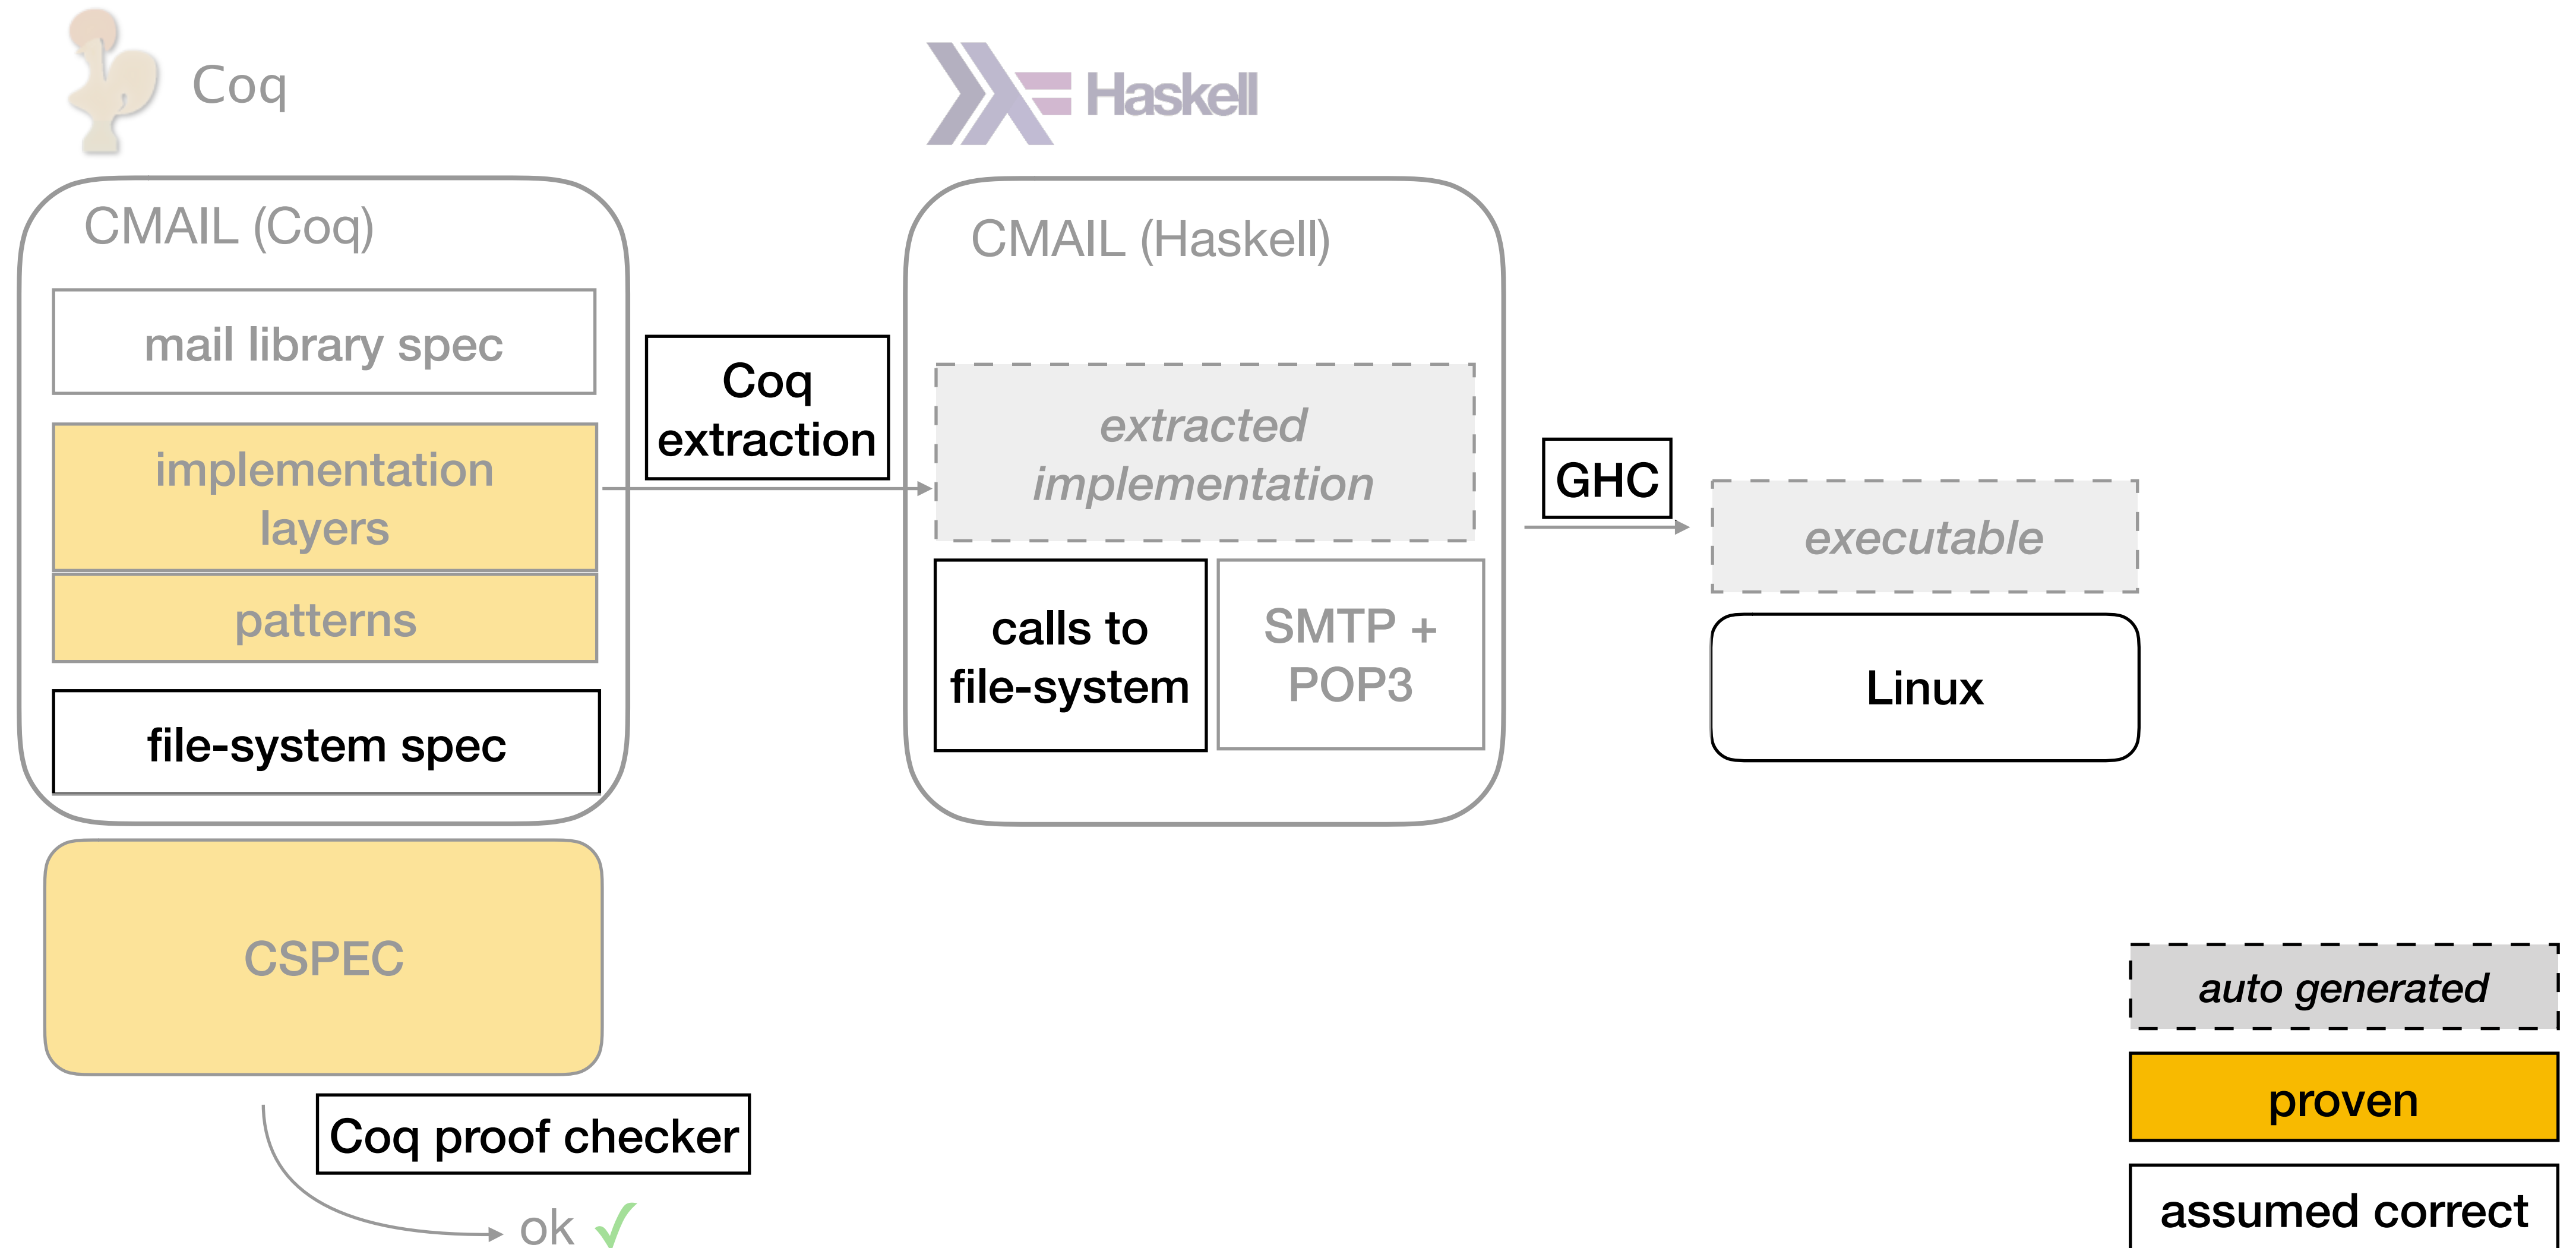 Coq
Haskell
CMAIL (Coq)
mail library spec
implementation
layers
patterns
file-system spec
CSPEC
Coq proof checker
ok ✓
Coq
extraction
CMAIL (Haskell)
extracted
implementation
calls to
file-system
SMTP +
POP3
GHC
executable
Linux
auto generated
proven
assumed correct